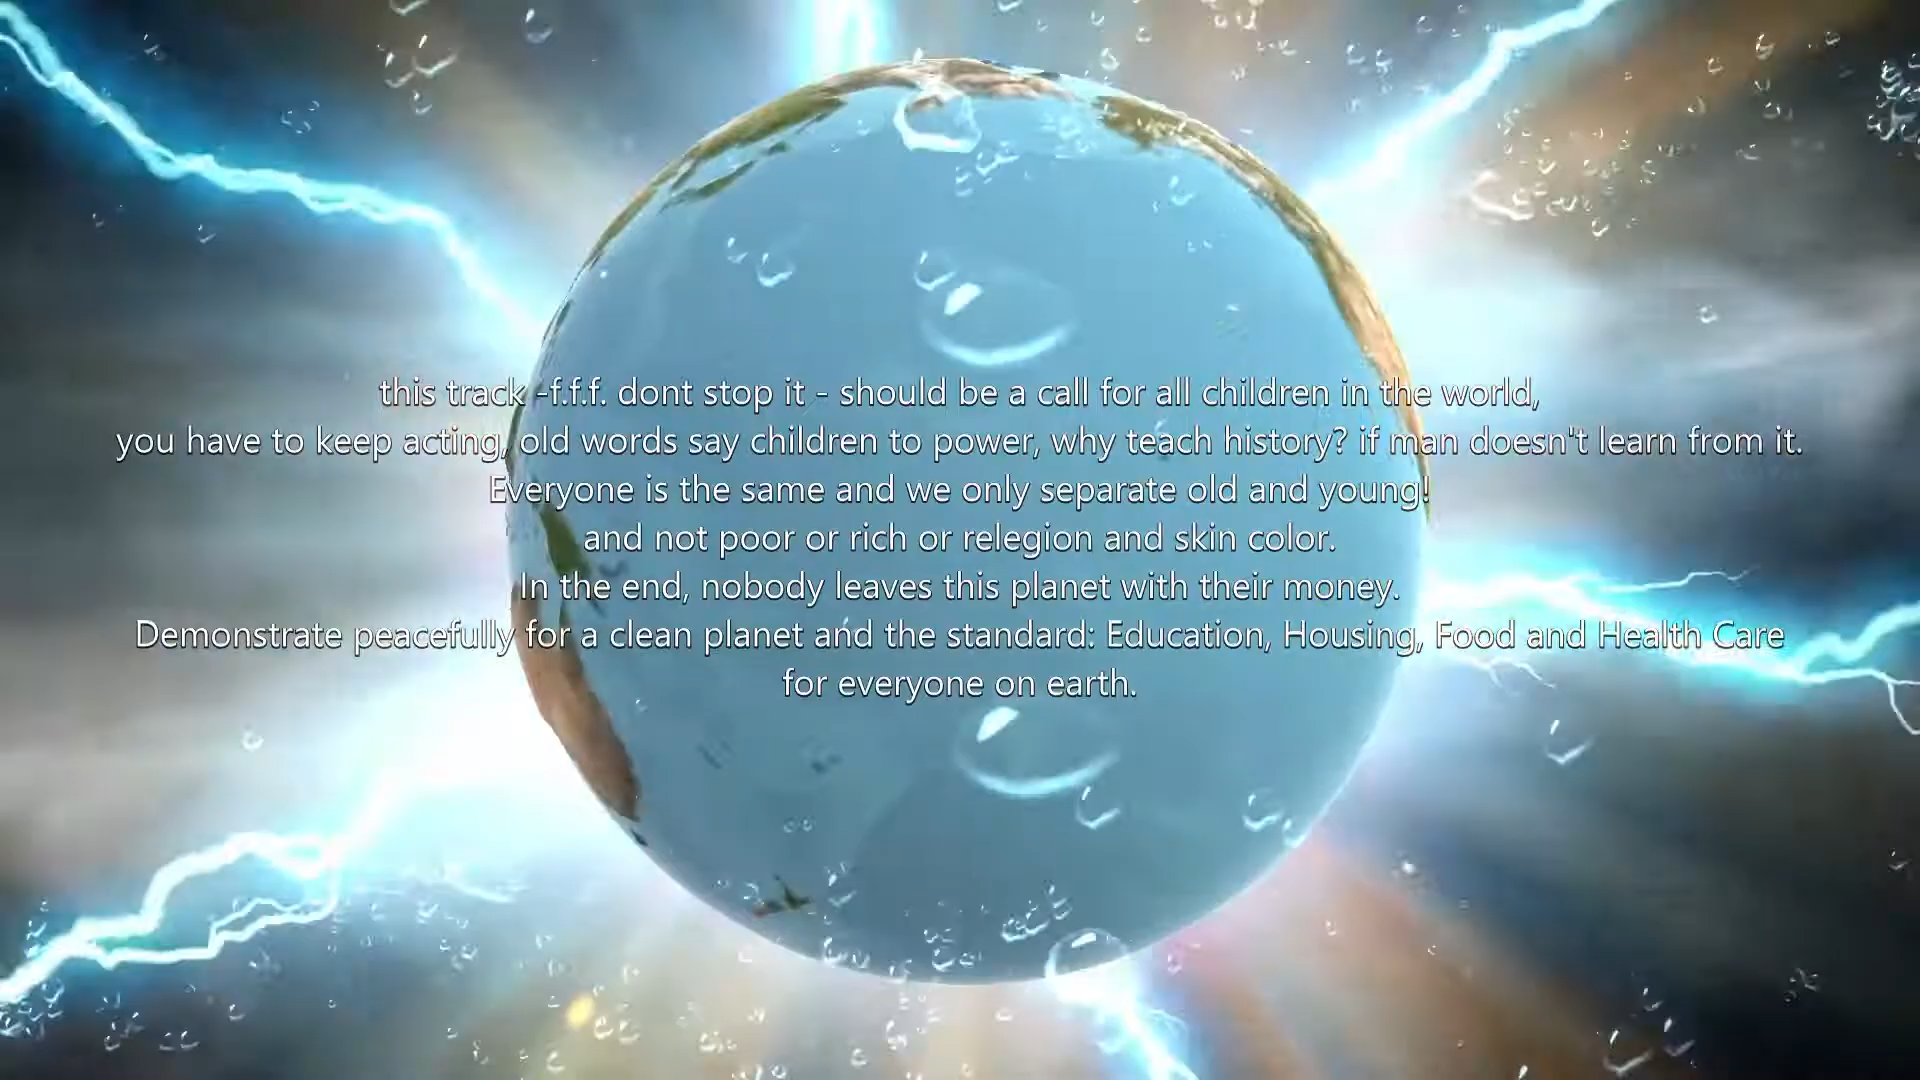 this track -f.f.f. dont stop it - should be a call for all children in the world,
you have to keep acting, old words say children to power, why teach history? if man doesn't learn from it.
Everyone is the same and we only separate old and young!
and not poor or rich or relegion and skin color.
In the end, nobody leaves this planet with their money.
Demonstrate peacefully for a clean planet and the standard: Education, Housing, Food and Health Care
for everyone on earth.